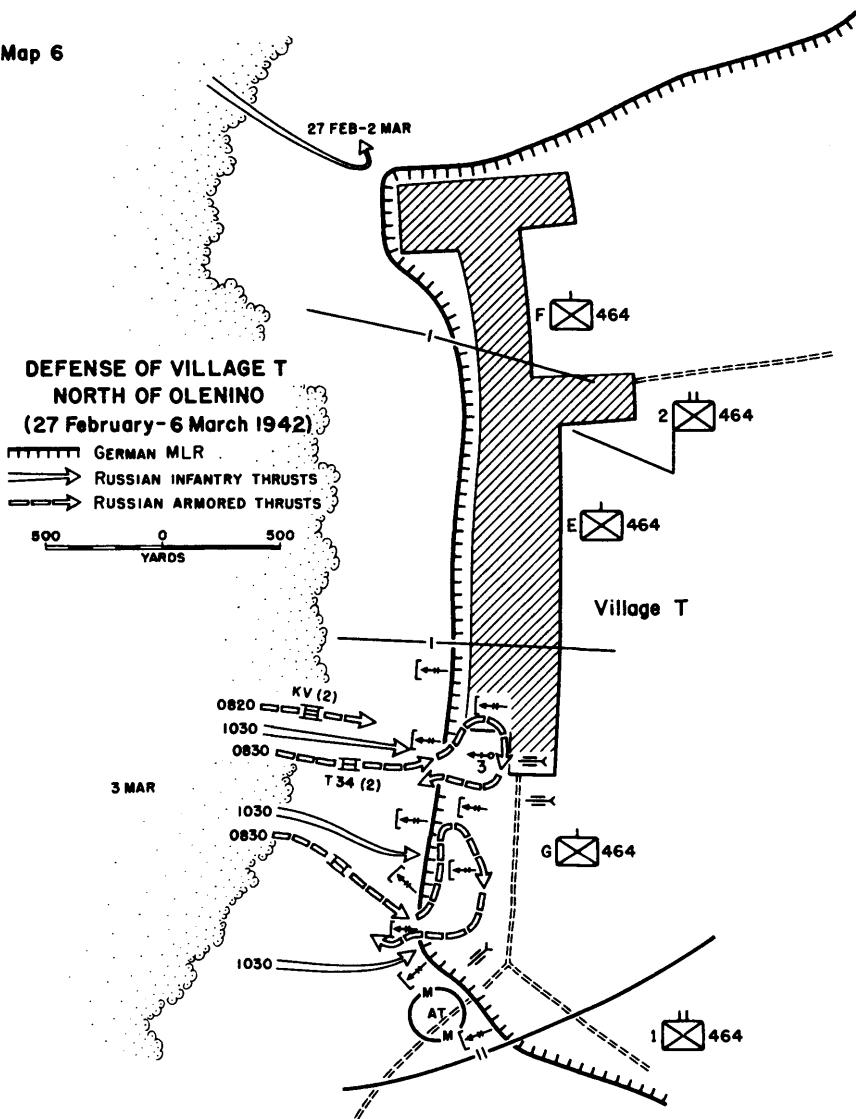 Map 6
27 FEB-2 MAR
F 464
DEFENSE OF VILLAGE T
NORTH OF OLENINO
(27 February-6 March 1942)
GERMAN MLR
RUSSIAN INFANTRY THRUSTS
RUSSIAN ARMORED THRUSTS
500 0 500
YARDS
2 464
E 464
Village T
0820 KV (2)
1030
0830 T34 (2)
3
3 MAR
1030
0830
G 464
1030
M
AT
M
1 464